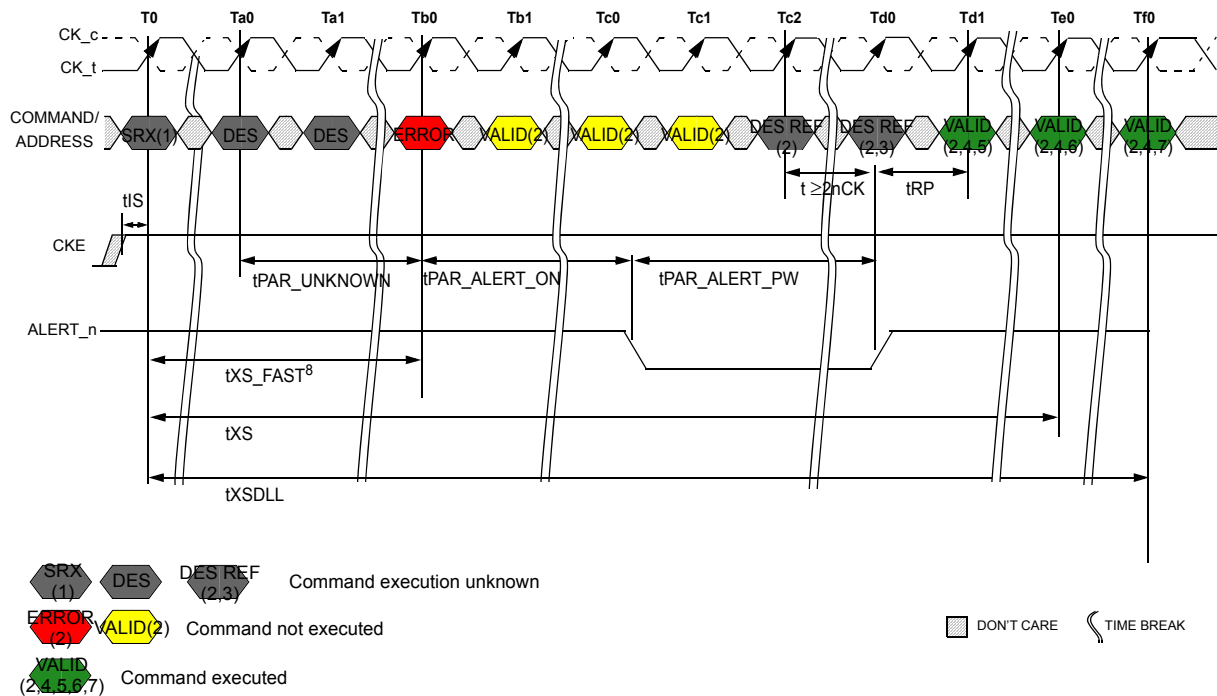 T0 Ta0 Ta1 Tb0 Tb1 Tc0 Tc1 Tc2 Td0 Td1 Te0 Tf0
CK_c
CK_t
COMMAND/
ADDRESS
SRX(1) DES DES ERROR VALID(2) VALID(2) VALID(2) DES REF (2) DES REF (2,3) VALID (2,4,5) VALID (2,4,6) VALID (2,4,7)
t ≥2nCK tRP
tIS
CKE
tPAR_UNKNOWN tPAR_ALERT_ON tPAR_ALERT_PW
ALERT_n
tXS_FAST8
tXS
tXSDLL
SRX (1) DES DES REF (2,3) Command execution unknown
ERROR (2) VALID(2) Command not executed
DON'T CARE TIME BREAK
VALID (2,4,5,6,7) Command executed